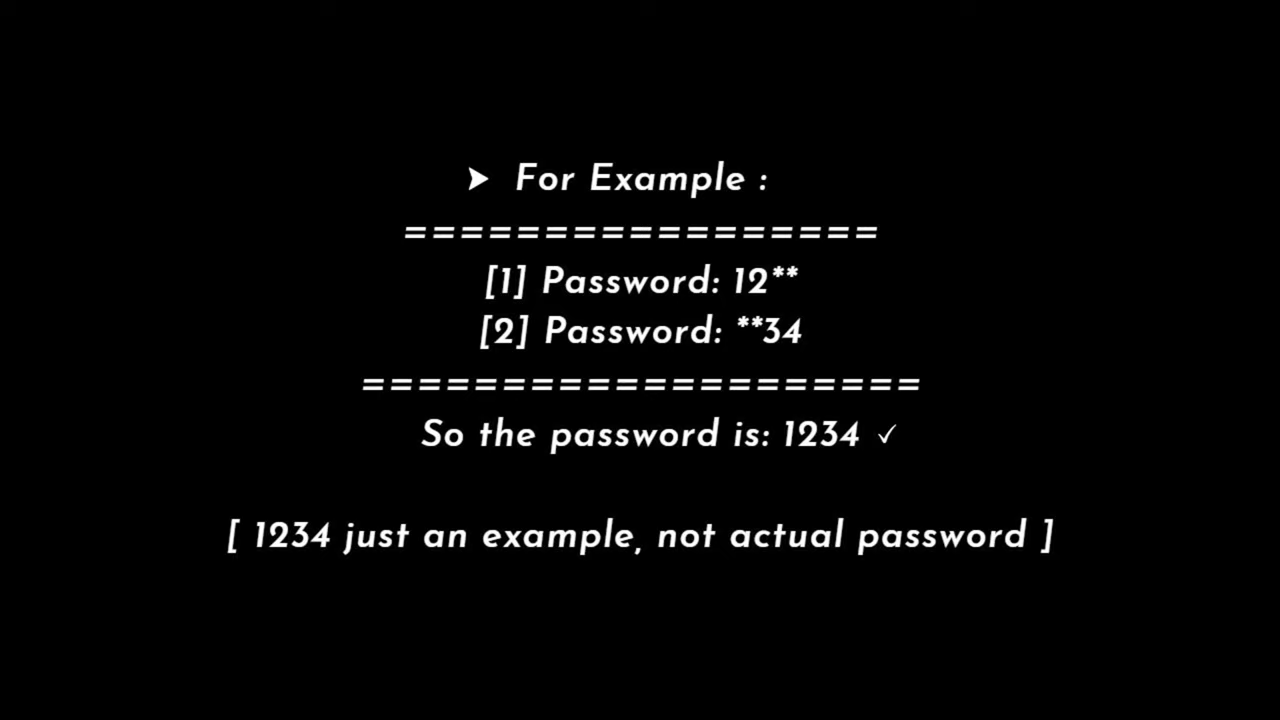 ➤ For Example :
=================
[1] Password: 12**
[2] Password: **34
====================
So the password is: 1234 ✓
[ 1234 just an example, not actual password ]